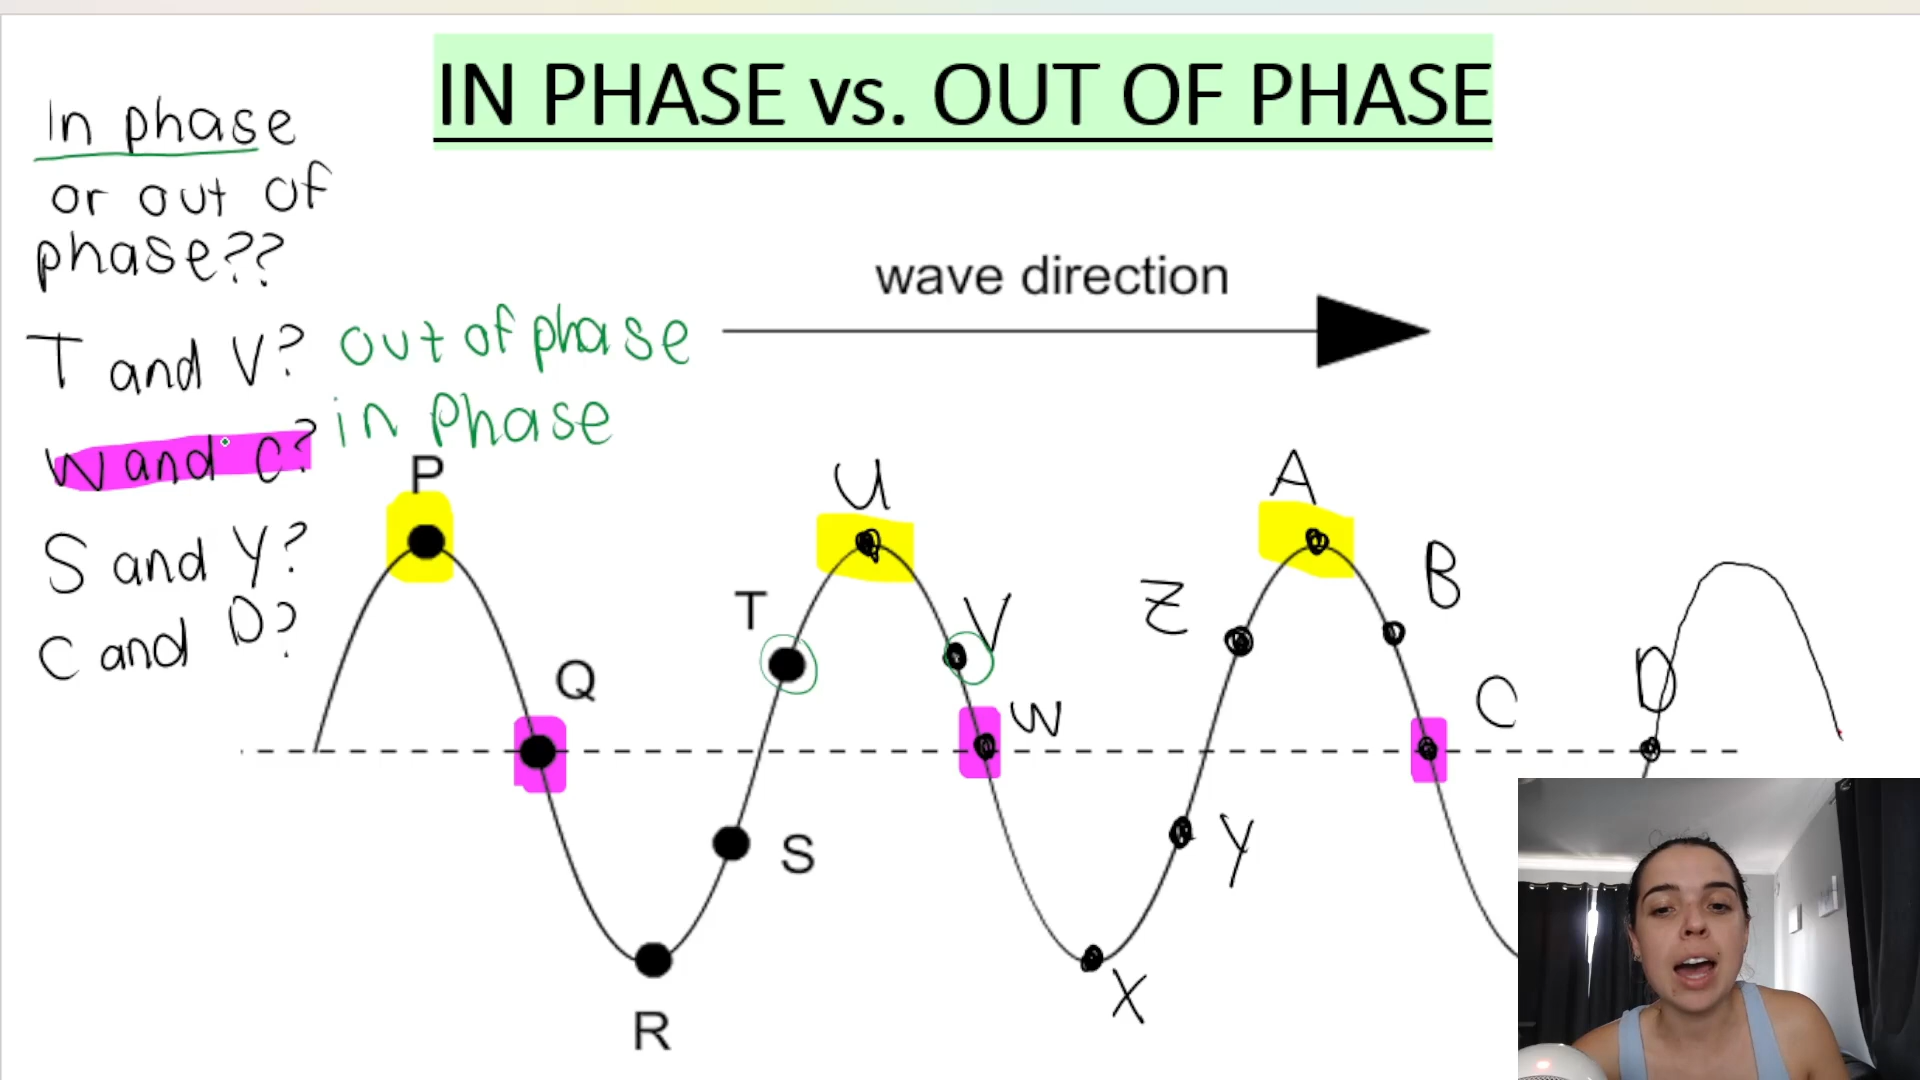 IN PHASE vs. OUT OF PHASE
In phase
or out of
phase??
wave direction
T and V? out of phase
W and C? in phase
S and Y?
C and D?
P
U
A
T
V
Z
B
Q
W
C
D
S
Y
R
X